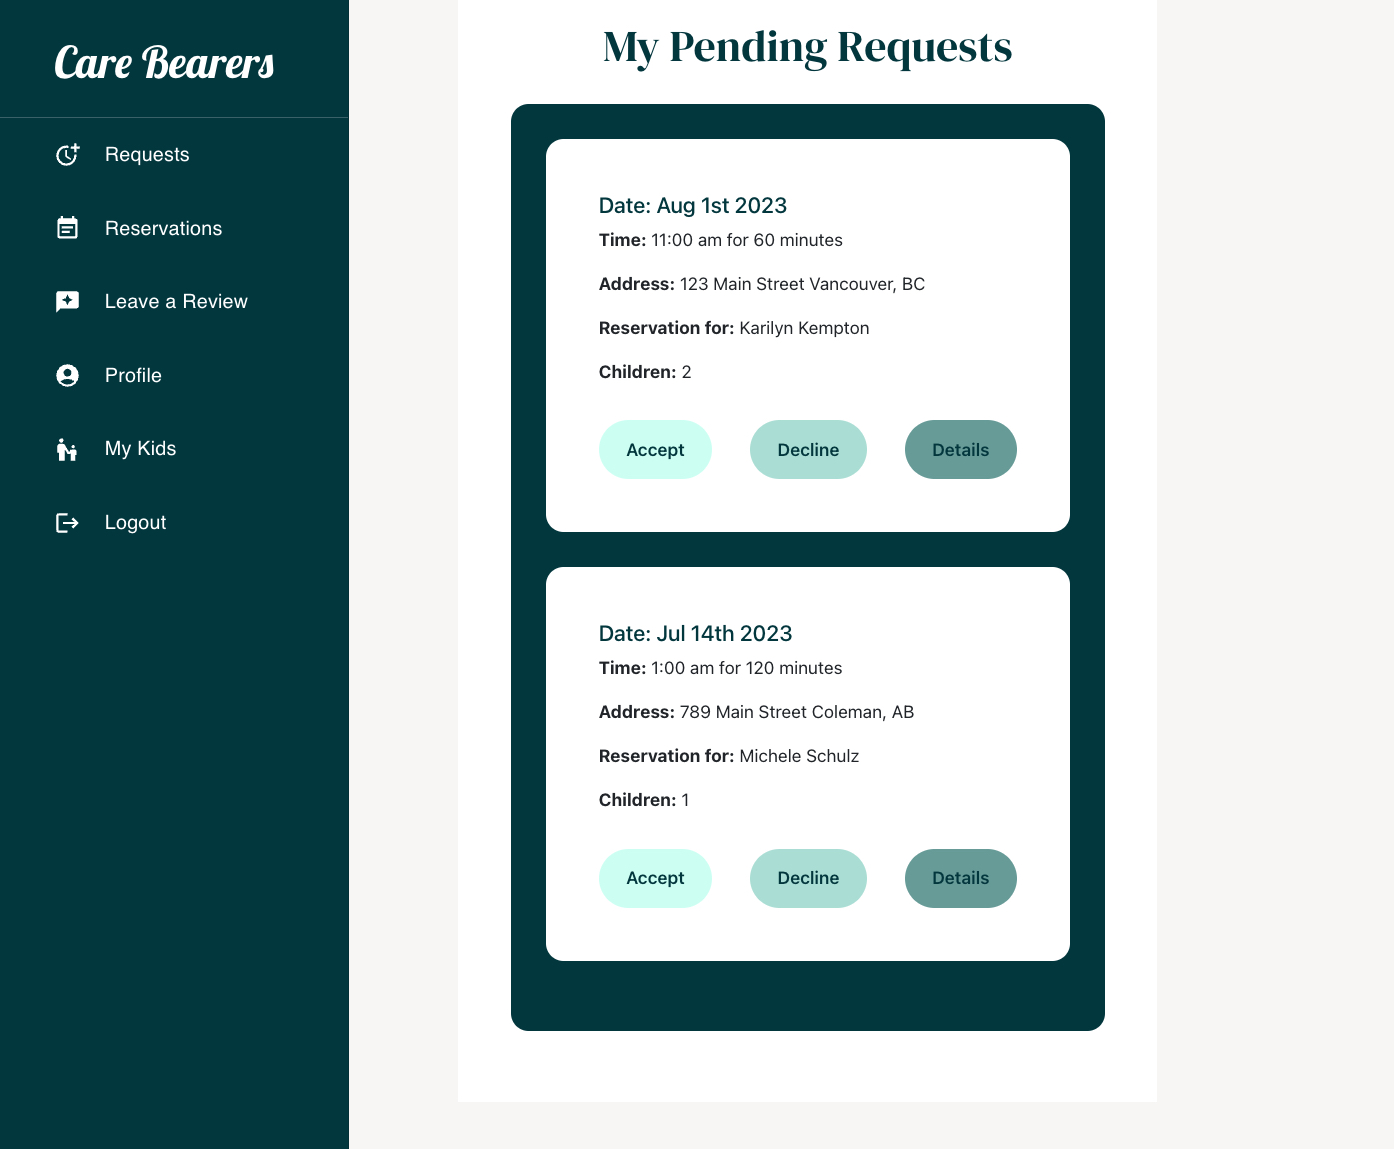 Care Bearers
Requests
Reservations
Leave a Review
Profile
My Kids
Logout
My Pending Requests
Date: Aug 1st 2023
Time: 11:00 am for 60 minutes
Address: 123 Main Street Vancouver, BC
Reservation for: Karilyn Kempton
Children: 2
Accept Decline Details
Date: Jul 14th 2023
Time: 1:00 am for 120 minutes
Address: 789 Main Street Coleman, AB
Reservation for: Michele Schulz
Children: 1
Accept Decline Details